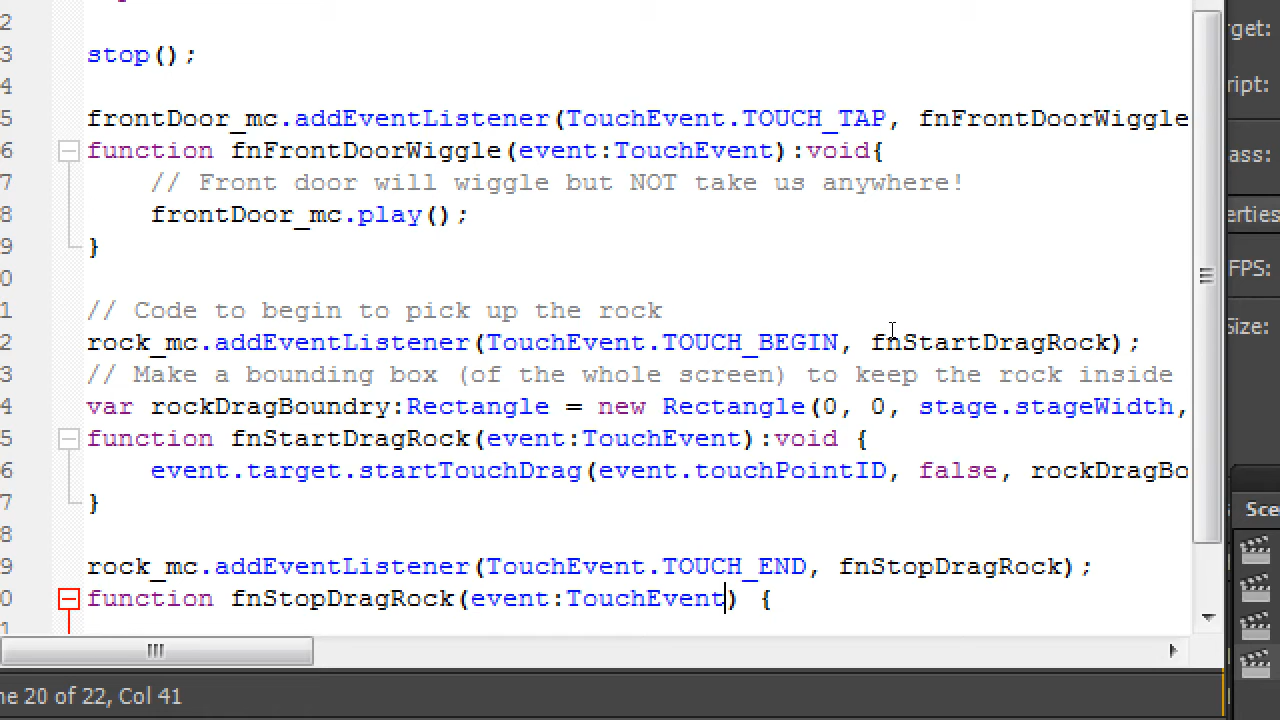 2
3 stop();
4
5 frontDoor_mc.addEventListener(TouchEvent.TOUCH_TAP, fnFrontDoorWiggle
6 function fnFrontDoorWiggle(event:TouchEvent):void{
7 // Front door will wiggle but NOT take us anywhere!
8 frontDoor_mc.play();
9 }
0
1 // Code to begin to pick up the rock
2 rock_mc.addEventListener(TouchEvent.TOUCH_BEGIN, fnStartDragRock);
3 // Make a bounding box (of the whole screen) to keep the rock inside
4 var rockDragBoundry:Rectangle = new Rectangle(0, 0, stage.stageWidth,
5 function fnStartDragRock(event:TouchEvent):void {
6 event.target.startTouchDrag(event.touchPointID, false, rockDragBo
7 }
8
9 rock_mc.addEventListener(TouchEvent.TOUCH_END, fnStopDragRock);
0 function fnStopDragRock(event:TouchEvent) {
1
ne 20 of 22, Col 41
rget:
ript:
ass:
erties
FPS:
Size:
Sce